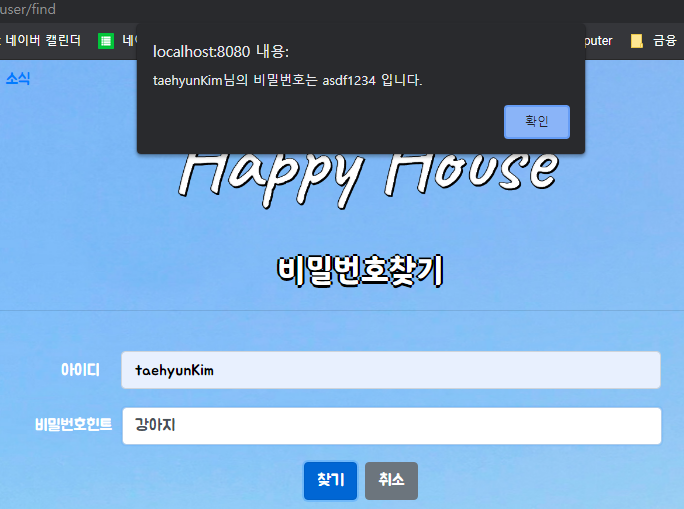 user/find
네이버 캘린더
소식
localhost:8080 내용:
taehyunKim님의 비밀번호는 asdf1234 입니다.
확인
금융
Happy House
비밀번호찾기
아이디 taehyunKim
비밀번호힌트 강아지
찾기 취소